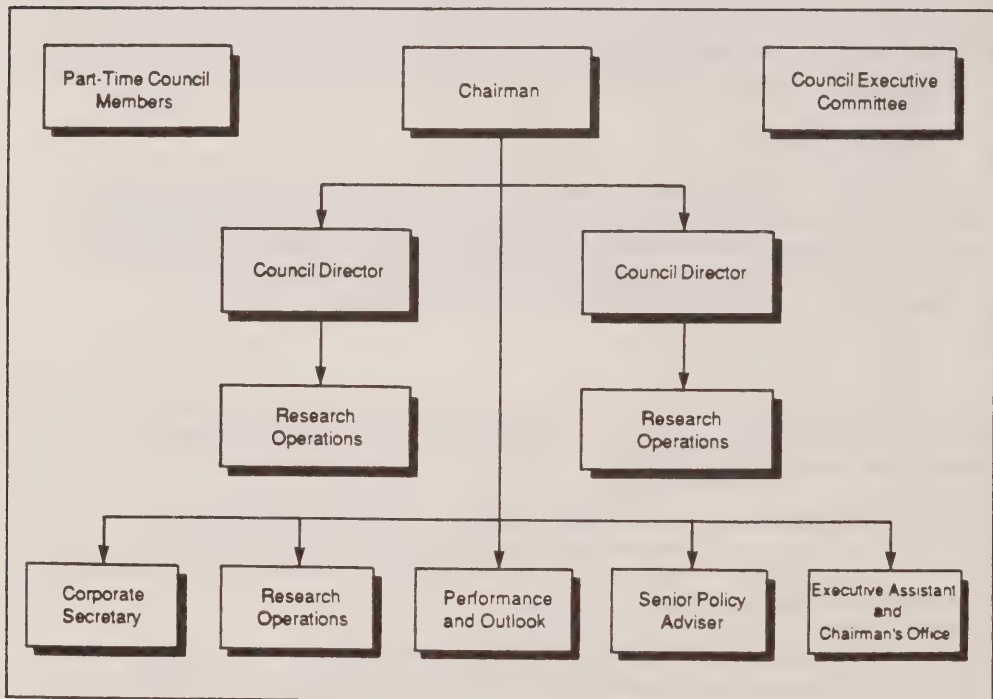 Part-Time Council
Members
Chairman
Council Executive
Committee
Council Director
Council Director
Research
Operations
Research
Operations
Corporate
Secretary
Research
Operations
Performance
and Outlook
Senior Policy
Adviser
Executive Assistant
and
Chairman's Office